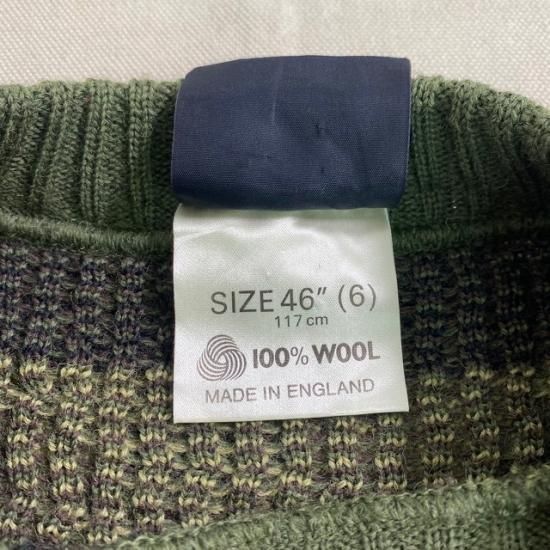 SIZE 46” (6)
117 cm
100% WOOL
MADE IN ENGLAND